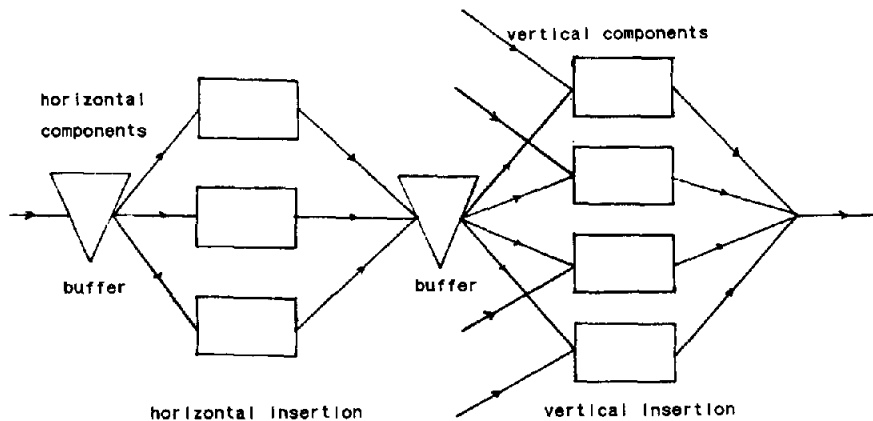 vertical components
horizontal
components
buffer
buffer
horizontal insertion
vertical insertion